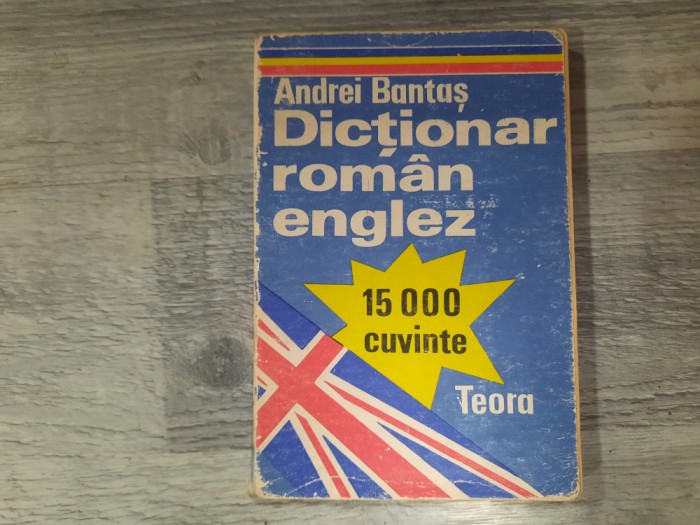 Andrei Bantaș
Dicționar
român
englez
15 000
cuvinte
Teora